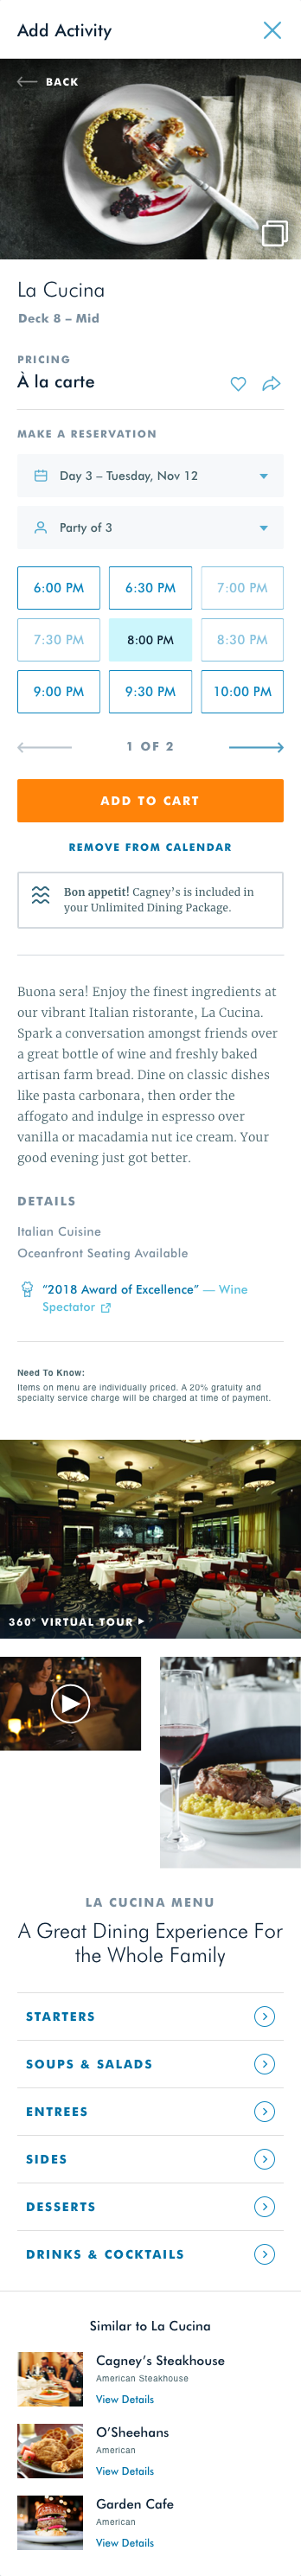 Add Activity
BACK
La Cucina
Deck 8 – Mid
PRICING
À la carte
MAKE A RESERVATION
Day 3 – Tuesday, Nov 12
Party of 3
6:00 PM
6:30 PM
7:00 PM
7:30 PM
8:00 PM
8:30 PM
9:00 PM
9:30 PM
10:00 PM
1 OF 2
ADD TO CART
REMOVE FROM CALENDAR
Bon appetit! Cagney’s is included in
your Unlimited Dining Package.
Buona sera! Enjoy the finest ingredients at
our vibrant Italian ristorante, La Cucina.
Spark a conversation amongst friends over
a great bottle of wine and freshly baked
artisan farm bread. Dine on classic dishes
like pasta carbonara, then order the
affogato and indulge in espresso over
vanilla or macadamia nut ice cream. Your
good evening just got better.
DETAILS
Italian Cuisine
Oceanfront Seating Available
“2018 Award of Excellence” — Wine
Spectator
Need To Know:
Items on menu are individually priced. A 20% gratuity and
specialty service charge will be charged at time of payment.
360° VIRTUAL TOUR
LA CUCINA MENU
A Great Dining Experience For
the Whole Family
STARTERS
SOUPS & SALADS
ENTREES
SIDES
DESSERTS
DRINKS & COCKTAILS
Similar to La Cucina
Cagney’s Steakhouse
American Steakhouse
View Details
O’Sheehans
American
View Details
Garden Cafe
American
View Details